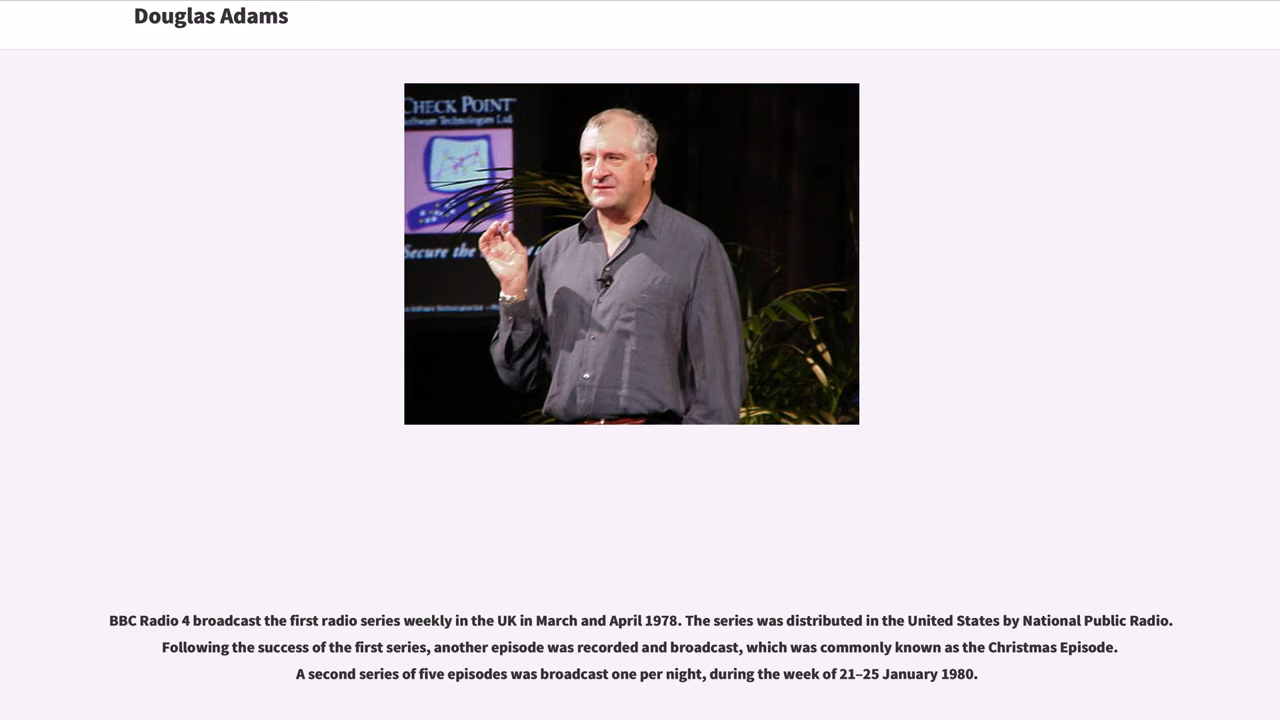 Douglas Adams
CHECK POINT
Software Technologies Ltd.
Secure the
BBC Radio 4 broadcast the first radio series weekly in the UK in March and April 1978. The series was distributed in the United States by National Public Radio.
Following the success of the first series, another episode was recorded and broadcast, which was commonly known as the Christmas Episode.
A second series of five episodes was broadcast one per night, during the week of 21–25 January 1980.